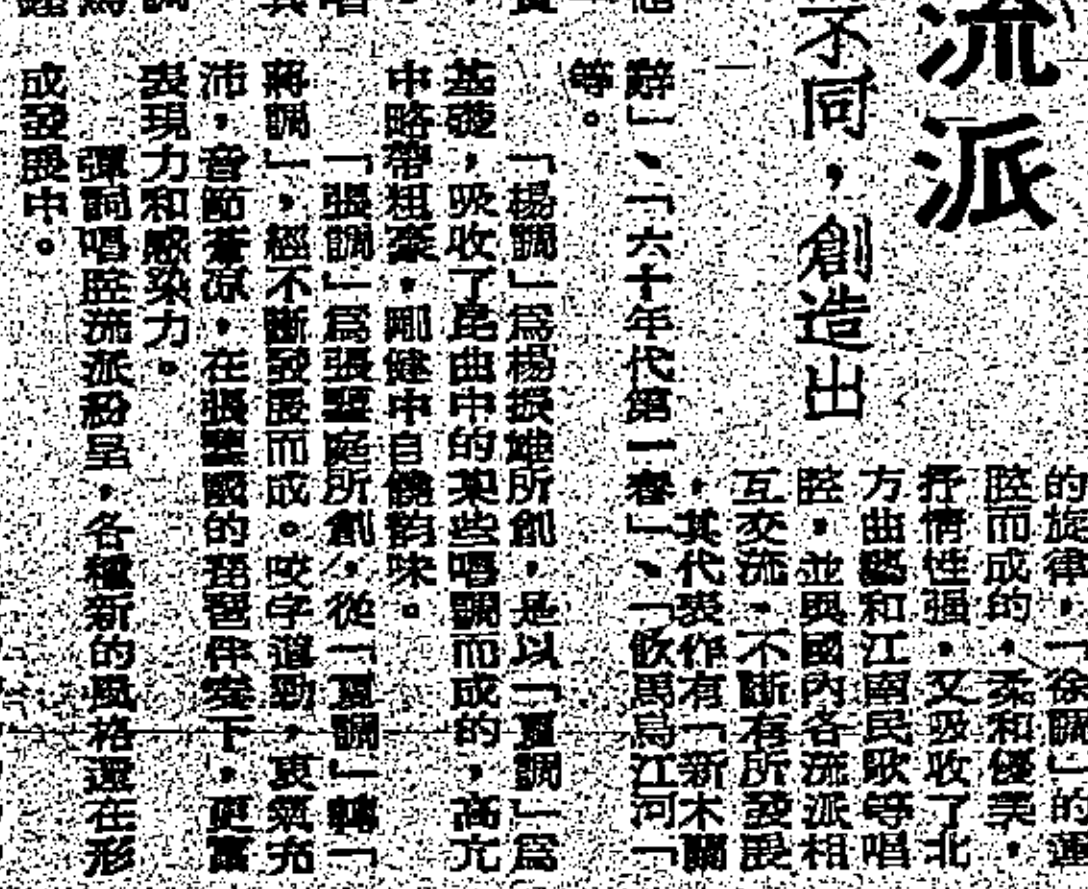 流派
不同，創造出
的旋律，「徐調」的運
腔而成的，柔和優美，
抒情性强，又吸收了北
方曲藝和江南民歌等唱
腔，並與國內各流派相
互交流，不斷有所發展
，其代表作有「新木蘭
辭」、「六十年代第一春」、「飲馬烏江河」
等。
「楊調」爲楊振雄所創，是以「夏調」爲
基礎，吸收了昆曲中的某些唱調而成的，高亢
中略帶粗豪，剛健中自饒韵味。
「張調」爲張鑒庭所創，從「夏調」轉「
蔣調」，經不斷發展而成。咬字遒勁，衷氣充
沛，音節蒼凉，在張鑒國的琵琶伴奏下，更富
表現力和感染力。
彈詞唱腔流派紛呈，各種新的風格還在形
成發展中。